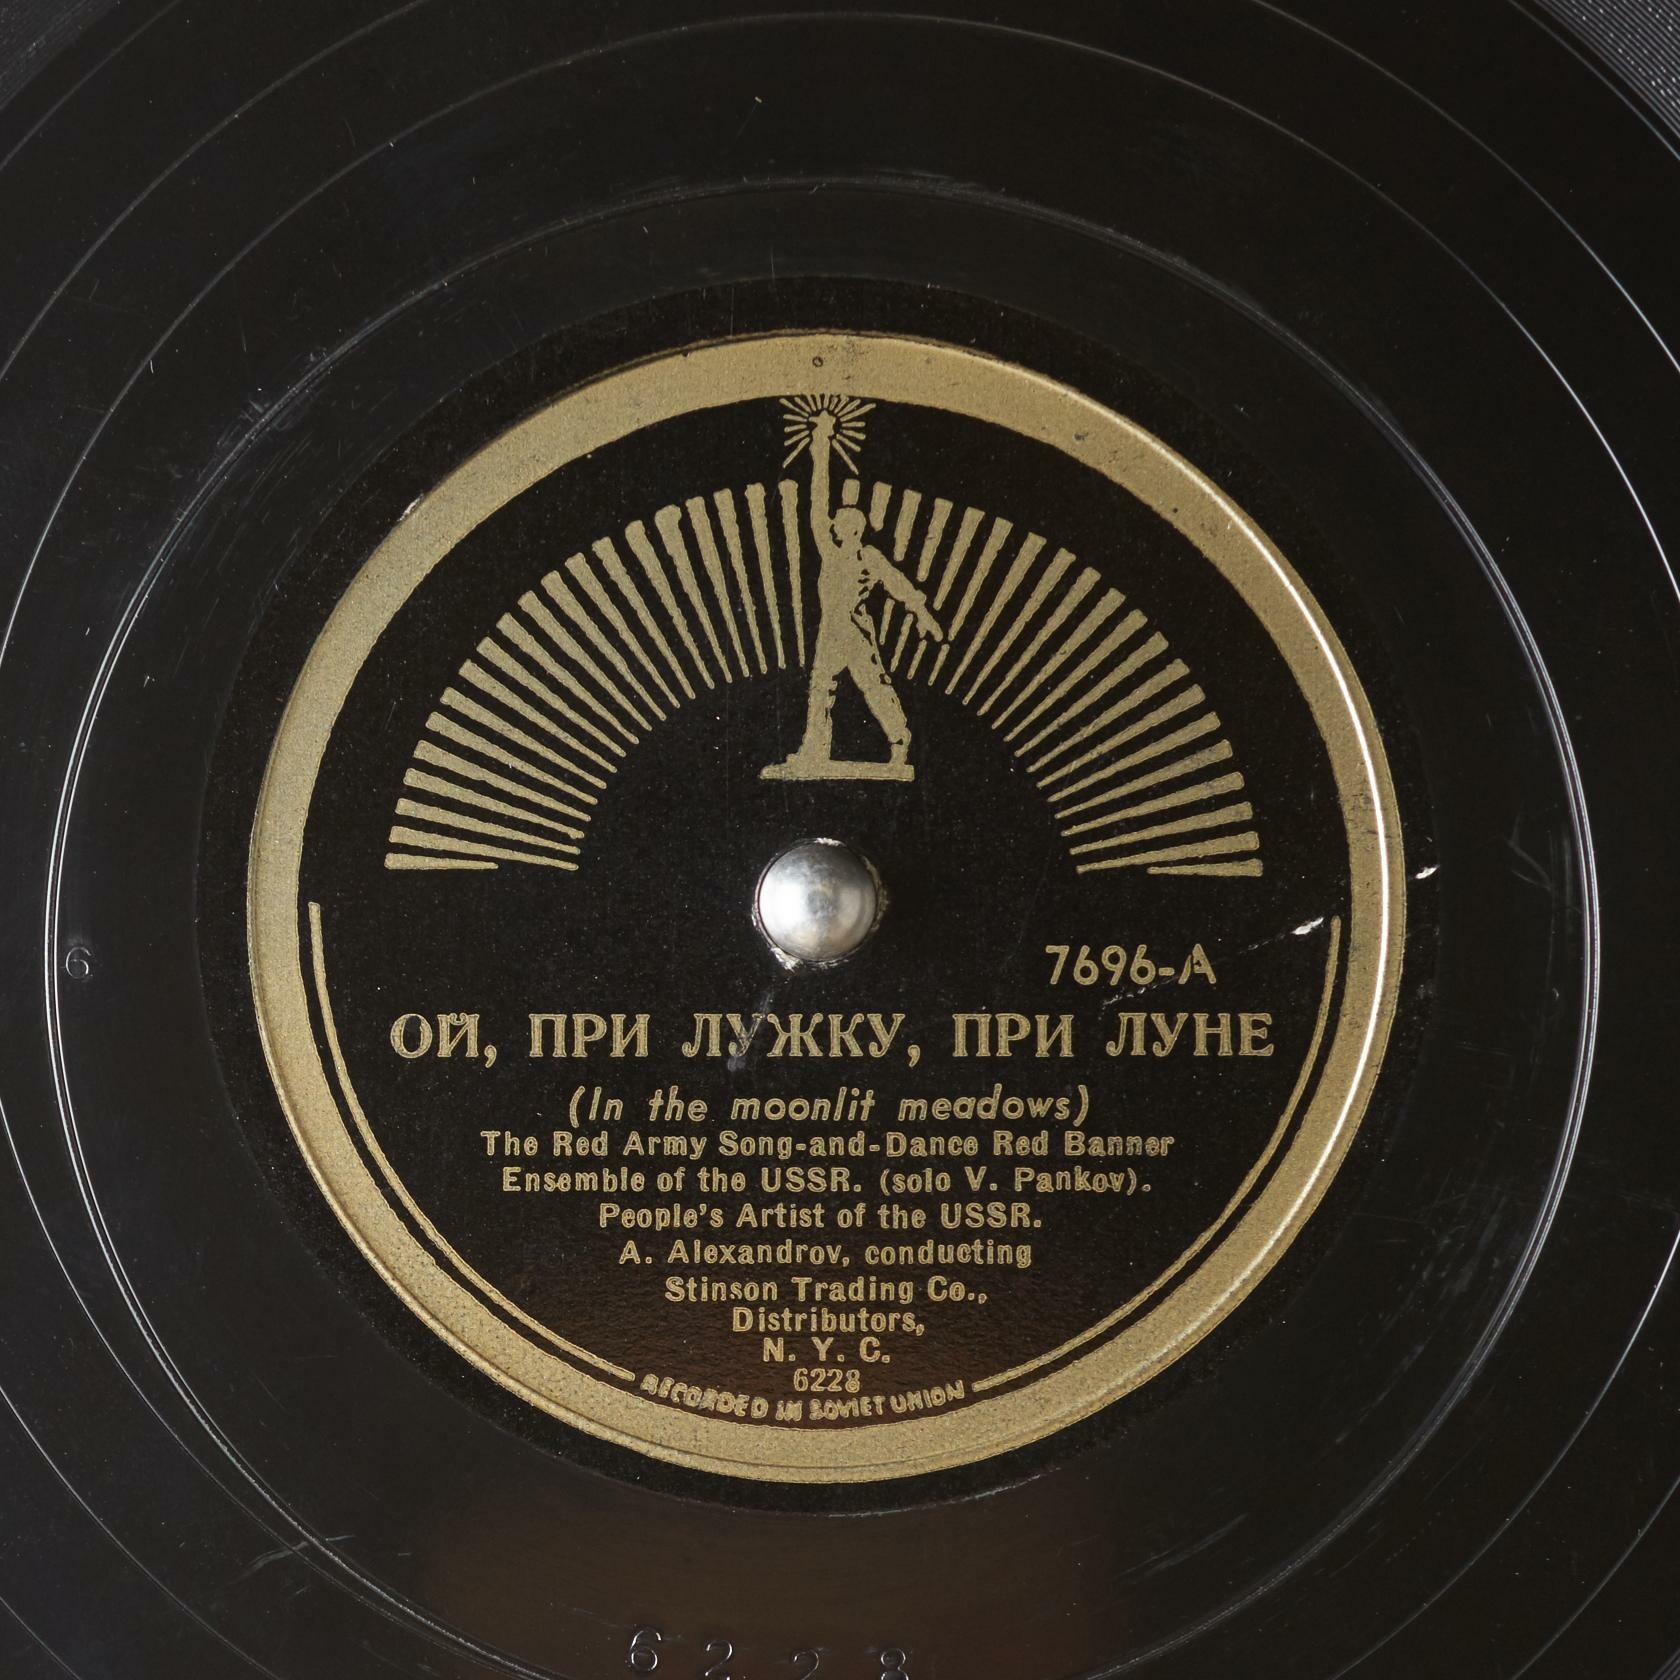 7696-A
ОЙ, ПРИ ЛУЖКУ, ПРИ ЛУНЕ
(In the moonlit meadows)
The Red Army Song-and-Dance Red Banner
Ensemble of the USSR. (solo V. Pankov).
People's Artist of the USSR.
A. Alexandrov, conducting
Stinson Trading Co.,
Distributors,
N. Y. C.
6228
RECORDED IN SOVIET UNION
6
6228